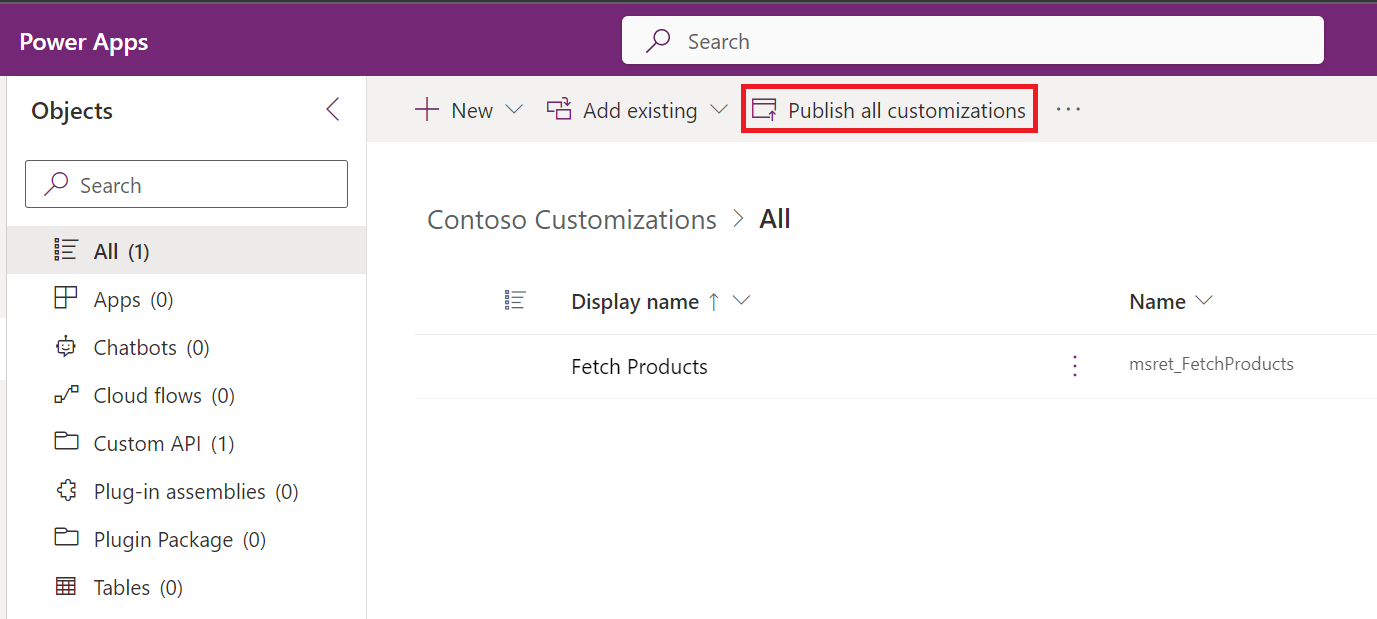 Power Apps
Search
Objects
New
Add existing
Publish all customizations
Search
Contoso Customizations > All
All (1)
Apps (0)
Chatbots (0)
Cloud flows (0)
Custom API (1)
Plug-in assemblies (0)
Plugin Package (0)
Tables (0)
Display name ↑
Name
Fetch Products
msret_FetchProducts